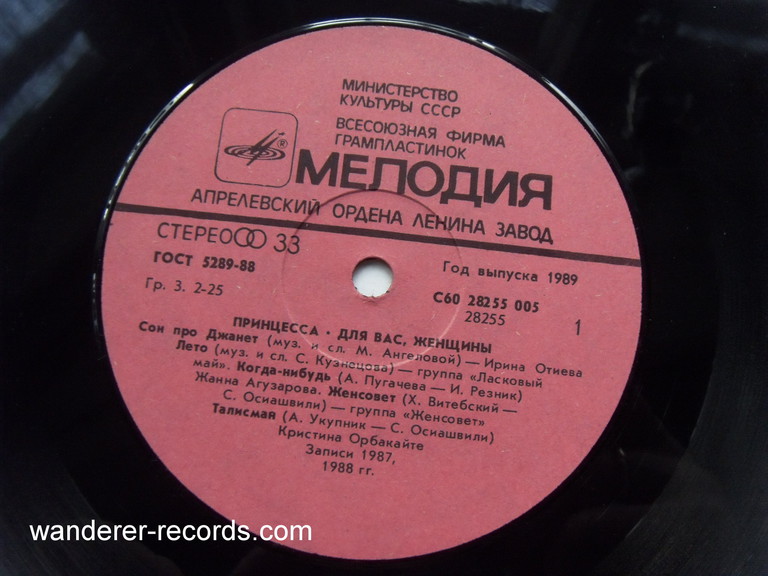 МИНИСТЕРСТВО
КУЛЬТУРЫ СССР
ВСЕСОЮЗНАЯ ФИРМА
ГРАМПЛАСТИНОК
®
МЕЛОДИЯ
АПРЕЛЕВСКИЙ ОРДЕНА ЛЕНИНА ЗАВОД
СТЕРЕО 33
ГОСТ 5289-88
Год выпуска 1989
Гр. 3. 2-25
С60 28255 005
28255
1
ПРИНЦЕССА • ДЛЯ ВАС, ЖЕНЩИНЫ
Сон про Джанет (муз. и сл. М. Ангеловой) — Ирина Отиева
Лето (муз. и сл. С. Кузнецова) — группа «Ласковый
май». Когда-нибудь (А. Пугачева — И. Резник)
Жанна Агузарова. Женсовет (Х. Витебский —
С. Осиашвили) — группа «Женсовет»
Талисман (А. Укупник — С. Осиашвили)
Кристина Орбакайте
Записи 1987,
1988 гг.
wanderer-records.com